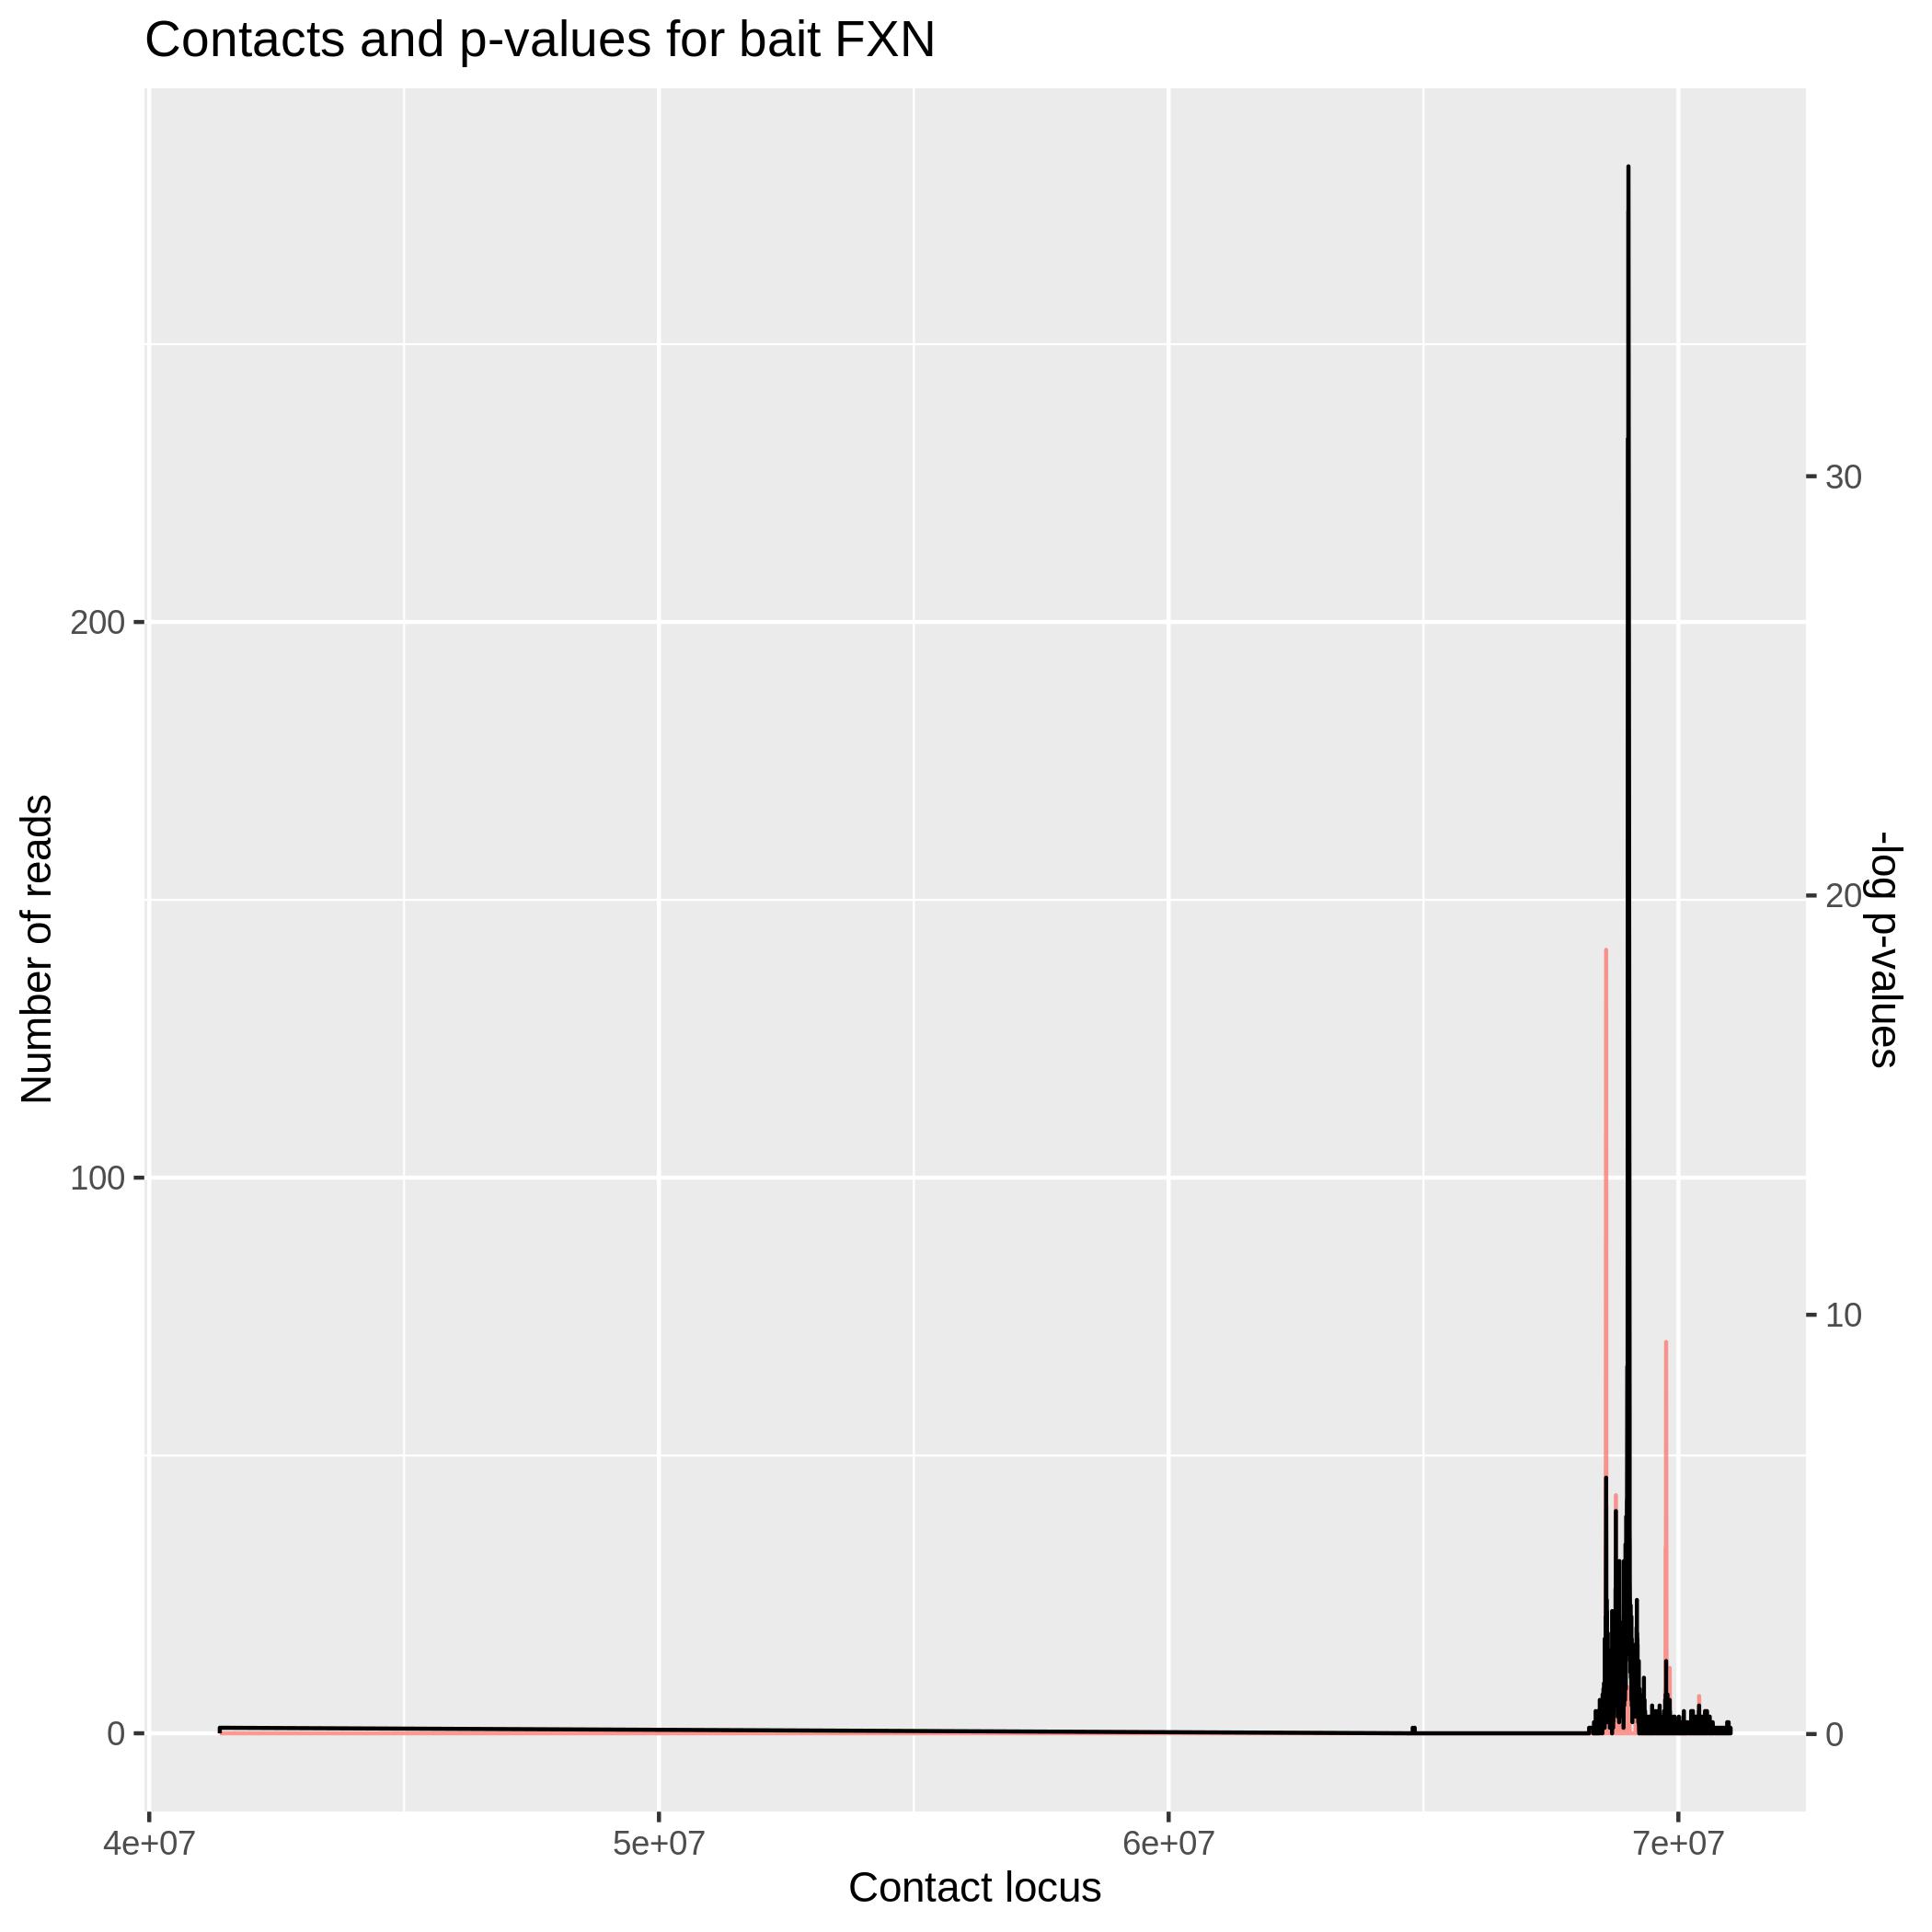 Contacts and p-values for bait FXN
Number of reads
200
100
0
30
20
10
0
-log p-values
4e+07 5e+07 6e+07 7e+07
Contact locus